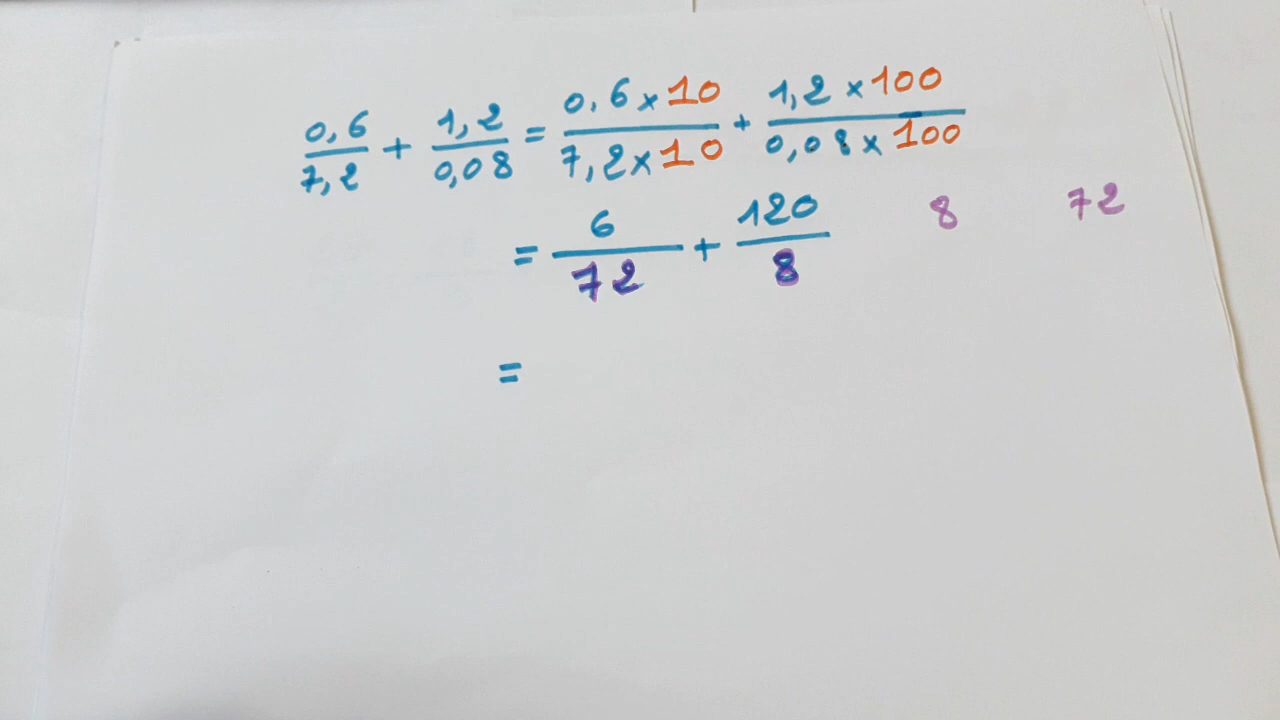 0,6/7,2 + 1,2/0,08 = 0,6 × 10/7,2 × 10 + 1,2 × 100/0,08 × 100
= 6/72 + 120/8 8 72
=